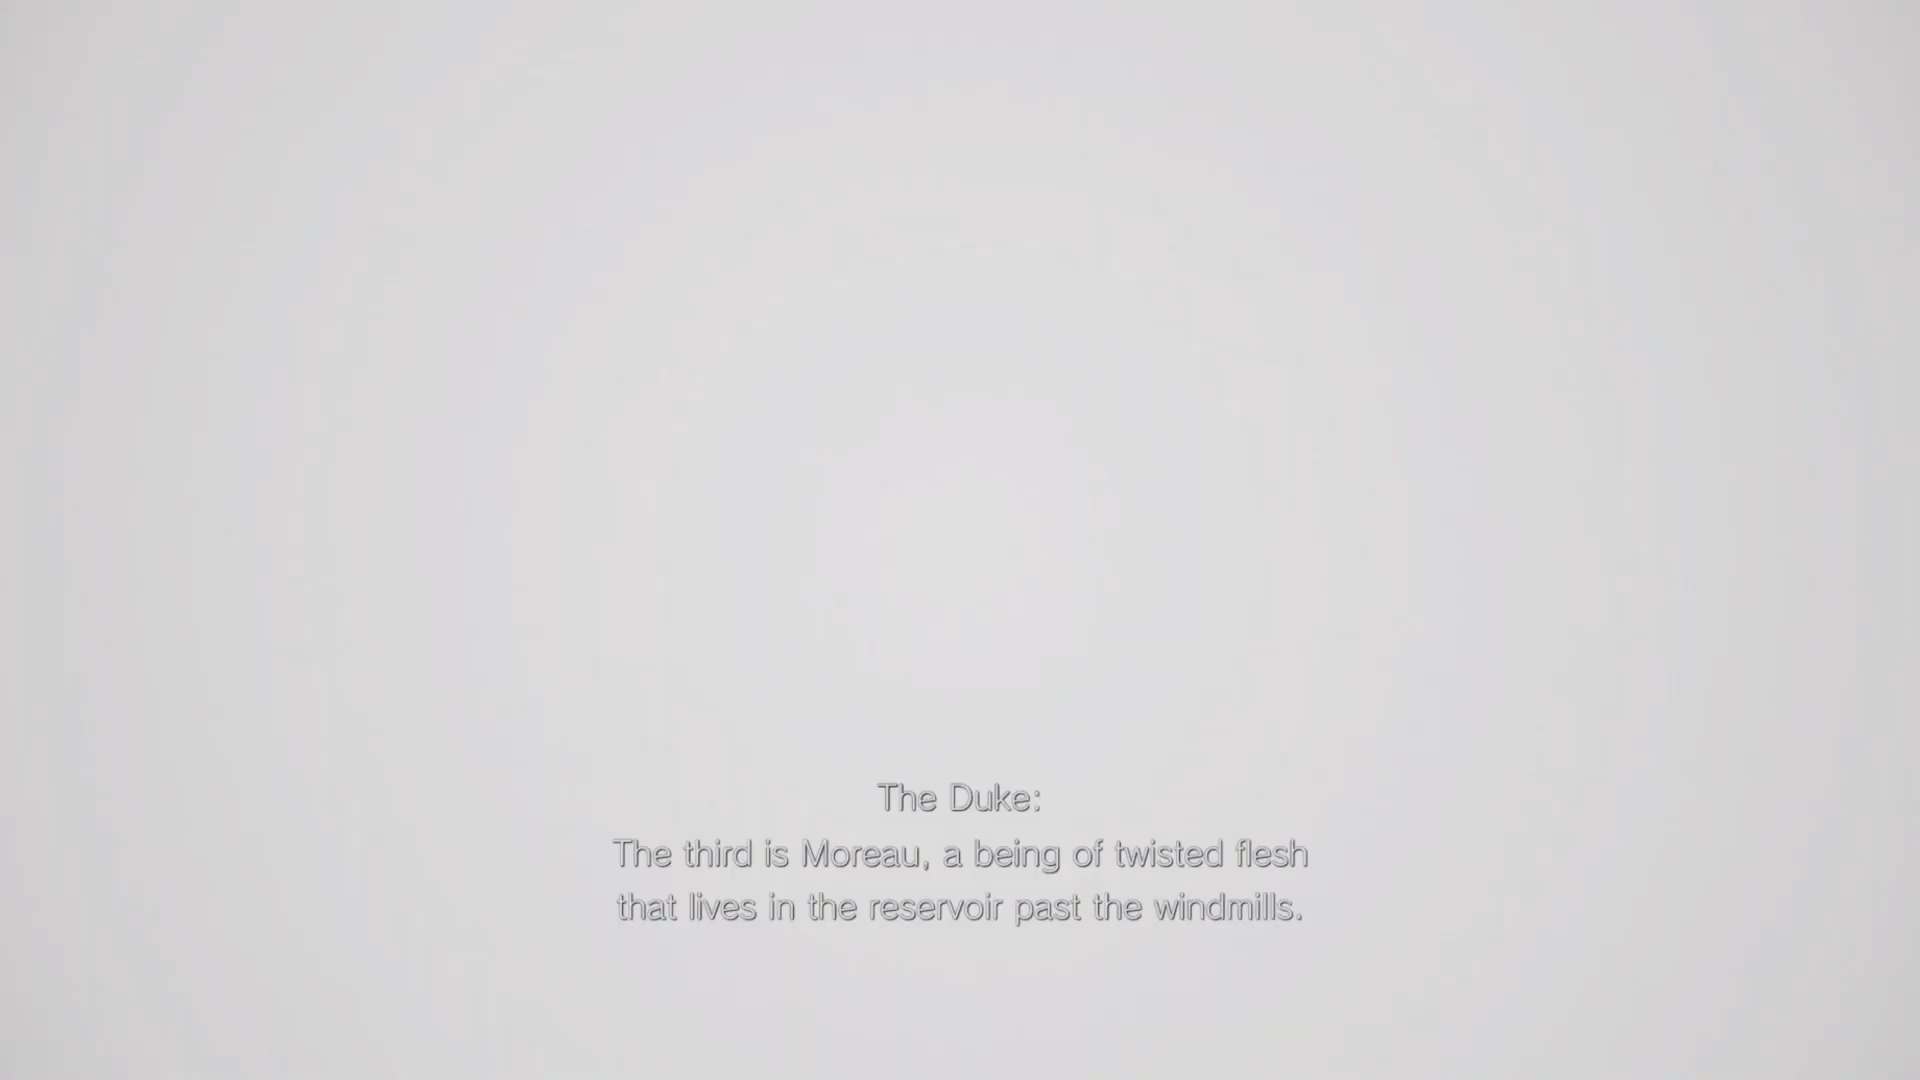 The Duke:
The third is Moreau, a being of twisted flesh
that lives in the reservoir past the windmills.